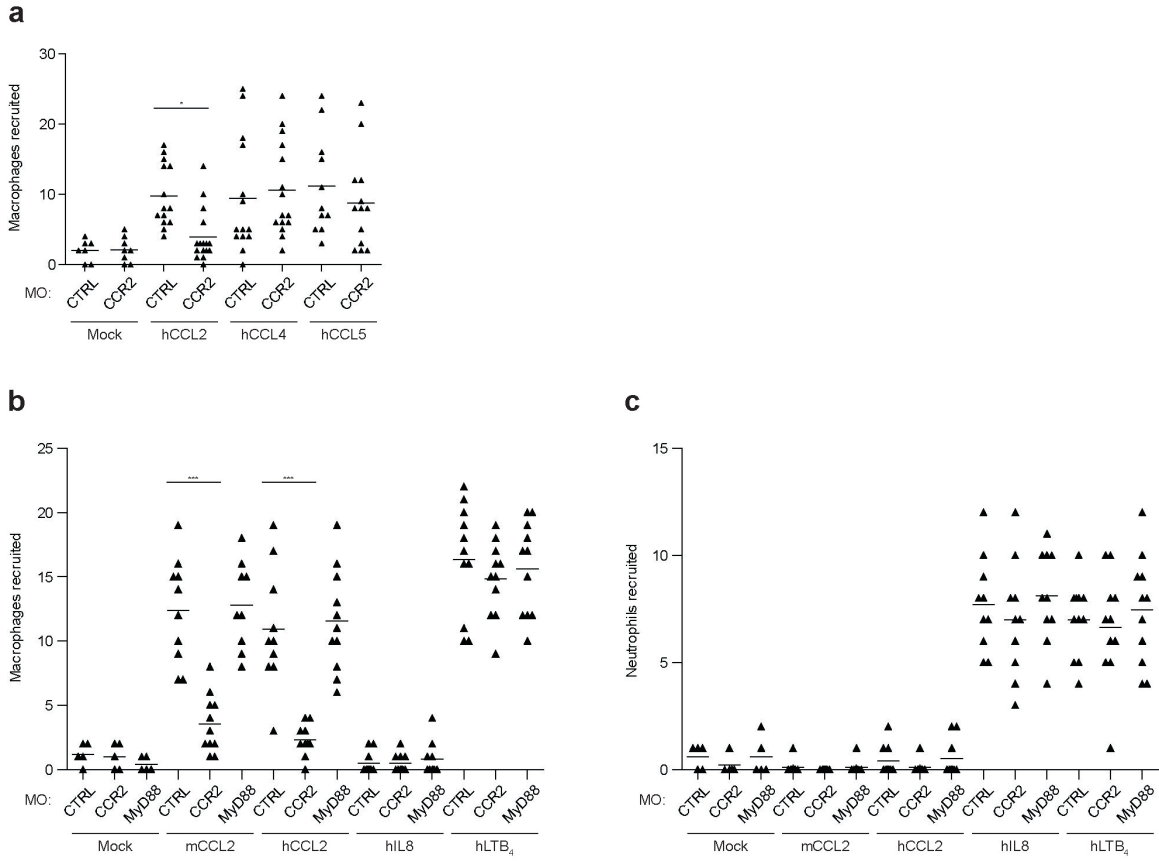 a
30
20
10
0
Macrophages recruited
*
MO:
CTRL CCR2 CTRL CCR2 CTRL CCR2 CTRL CCR2
Mock hCCL2 hCCL4 hCCL5
b
25
20
15
10
5
0
Macrophages recruited
*** ***
MO:
CTRL CCR2 MyD88 CTRL CCR2 MyD88 CTRL CCR2 MyD88 CTRL CCR2 MyD88 CTRL CCR2 MyD88
Mock mCCL2 hCCL2 hIL8 hLTB4
c
15
10
5
0
Neutrophils recruited
MO:
CTRL CCR2 MyD88 CTRL CCR2 MyD88 CTRL CCR2 MyD88 CTRL CCR2 MyD88 CTRL CCR2 MyD88
Mock mCCL2 hCCL2 hIL8 hLTB4